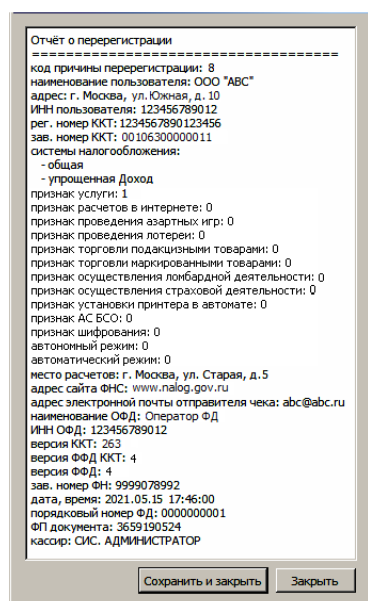 Отчёт о перерегистрации
========================================
код причины перерегистрации: 8
наименование пользователя: ООО "АВС"
адрес: г. Москва, ул. Южная, д. 10
ИНН пользователя: 123456789012
рег. номер ККТ: 1234567890123456
зав. номер ККТ: 00106300000011
системы налогообложения:
- общая
- упрощенная Доход
признак услуги: 1
признак расчетов в интернете: 0
признак проведения азартных игр: 0
признак проведения лотереи: 0
признак торговли подакцизными товарами: 0
признак торговли маркированными товарами: 0
признак осуществления ломбардной деятельности: 0
признак осуществления страховой деятельности: 0
признак установки принтера в автомате: 0
признак АС БСО: 0
признак шифрования: 0
автономный режим: 0
автоматический режим: 0
место расчетов: г. Москва, ул. Старая, д.5
адрес сайта ФНС: www.nalog.gov.ru
адрес электронной почты отправителя чека: abc@abc.ru
наименование ОФД: Оператор ФД
ИНН ОФД: 123456789012
версия ККТ: 263
версия ФФД ККТ: 4
версия ФФД: 4
зав. номер ФН: 9999078992
дата, время: 2021.05.15 17:46:00
порядковый номер ФД: 0000000001
ФП документа: 3659190524
кассир: СИС. АДМИНИСТРАТОР
Сохранить и закрыть Закрыть